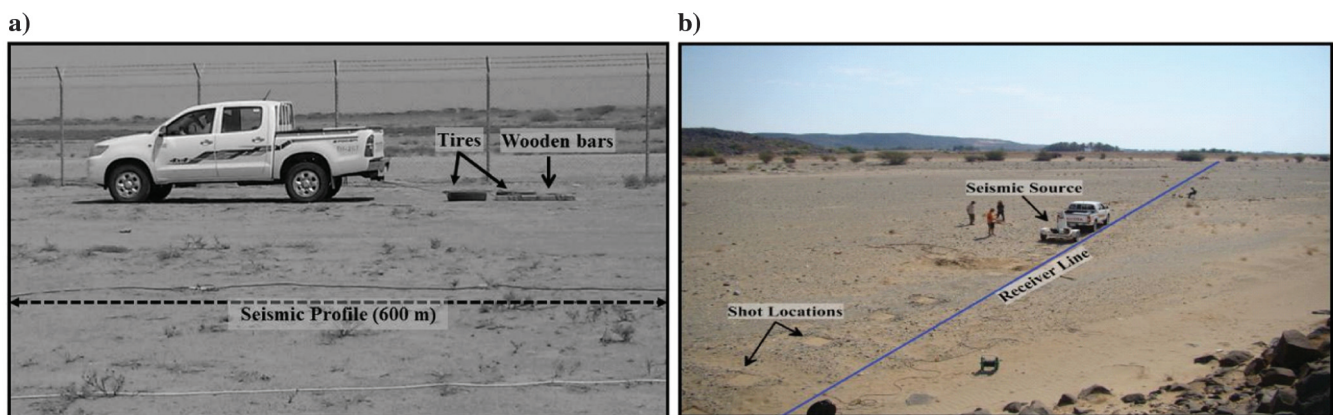 a)
b)
Tires
Wooden bars
Seismic Profile (600 m)
Seismic Source
Receiver Line
Shot Locations